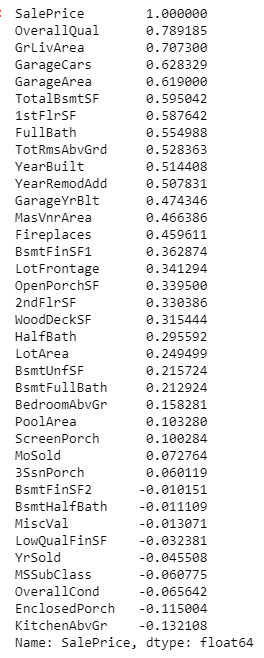 SalePrice 1.000000
OverallQual 0.789185
GrLivArea 0.707300
GarageCars 0.628329
GarageArea 0.619000
TotalBsmtSF 0.595042
1stFlrSF 0.587642
FullBath 0.554988
TotRmsAbvGrd 0.528363
YearBuilt 0.514408
YearRemodAdd 0.507831
GarageYrBlt 0.474346
MasVnrArea 0.466386
Fireplaces 0.459611
BsmtFinSF1 0.362874
LotFrontage 0.341294
OpenPorchSF 0.339500
2ndFlrSF 0.330386
WoodDeckSF 0.315444
HalfBath 0.295592
LotArea 0.249499
BsmtUnfSF 0.215724
BsmtFullBath 0.212924
BedroomAbvGr 0.158281
PoolArea 0.103280
ScreenPorch 0.100284
MoSold 0.072764
3SsnPorch 0.060119
BsmtFinSF2 -0.010151
BsmtHalfBath -0.011109
MiscVal -0.013071
LowQualFinSF -0.032381
YrSold -0.045508
MSSubClass -0.060775
OverallCond -0.065642
EnclosedPorch -0.115004
KitchenAbvGr -0.132108
Name: SalePrice, dtype: float64